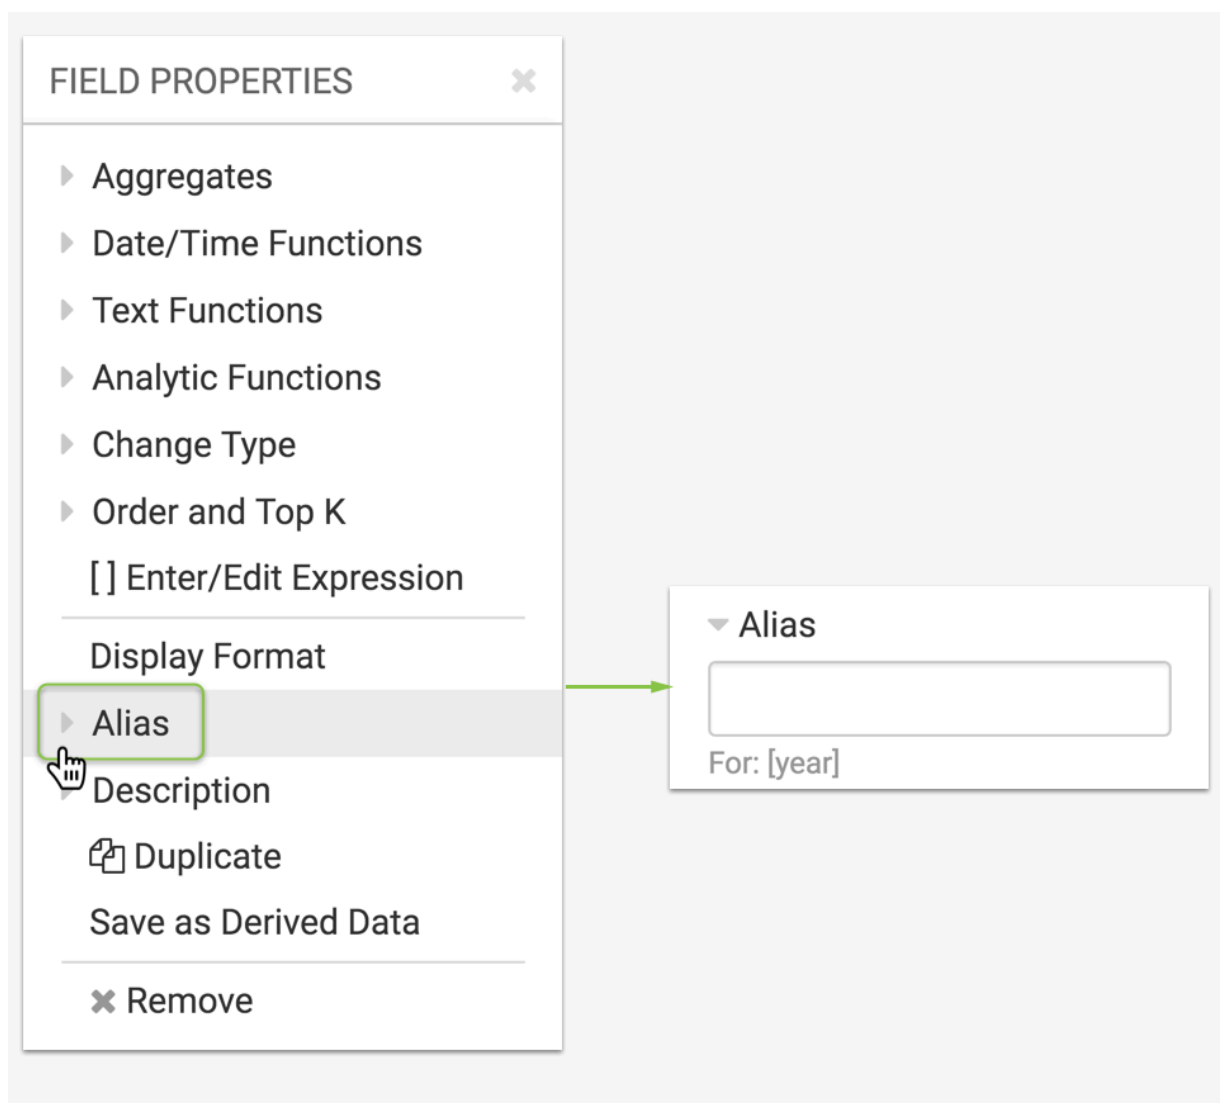 FIELD PROPERTIES
Aggregates
Date/Time Functions
Text Functions
Analytic Functions
Change Type
Order and Top K
[ ] Enter/Edit Expression
Display Format
Alias
Description
Duplicate
Save as Derived Data
Remove
Alias
For: [year]